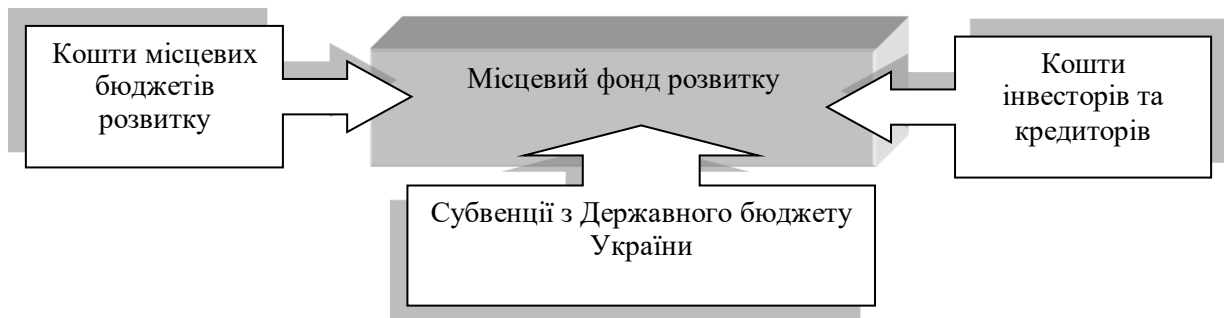 Кошти місцевих
бюджетів
розвитку
Місцевий фонд розвитку
Кошти
інвесторів та
кредиторів
Субвенції з Державного бюджету
України